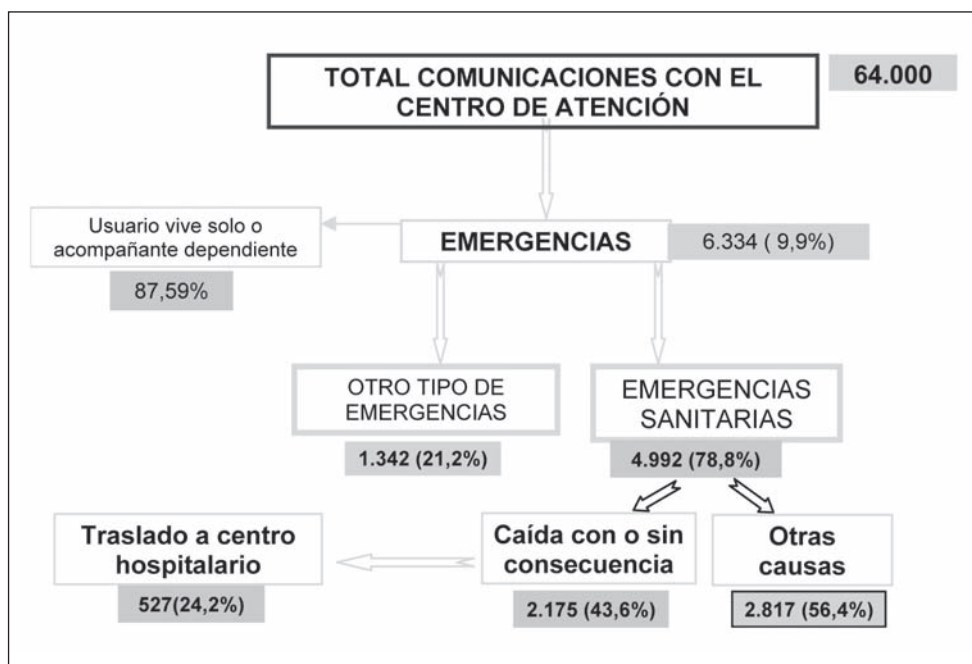 TOTAL COMUNICACIONES CON EL
CENTRO DE ATENCIÓN
64.000
Usuario vive solo o
acompañante dependiente
87,59%
EMERGENCIAS
6.334 ( 9,9%)
OTRO TIPO DE
EMERGENCIAS
1.342 (21,2%)
EMERGENCIAS
SANITARIAS
4.992 (78,8%)
Traslado a centro
hospitalario
527(24,2%)
Caída con o sin
consecuencia
2.175 (43,6%)
Otras
causas
2.817 (56,4%)